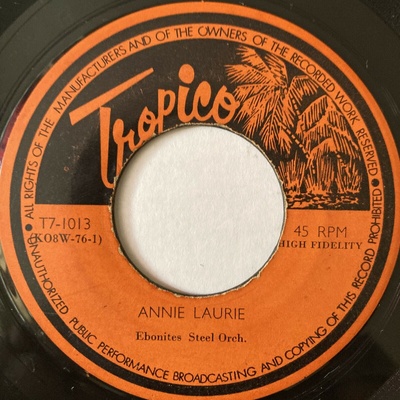 ALL RIGHTS OF THE MANUFACTURERS AND OF THE OWNERS OF THE RECORDED WORK RESERVED
Tropico
T7-1013
(KO8W-76-1)
45 RPM
HIGH FIDELITY
ANNIE LAURIE
Ebonites Steel Orch.
UNAUTHORIZED PUBLIC PERFORMANCE BROADCASTING AND COPYING OF THIS RECORD PROHIBITED